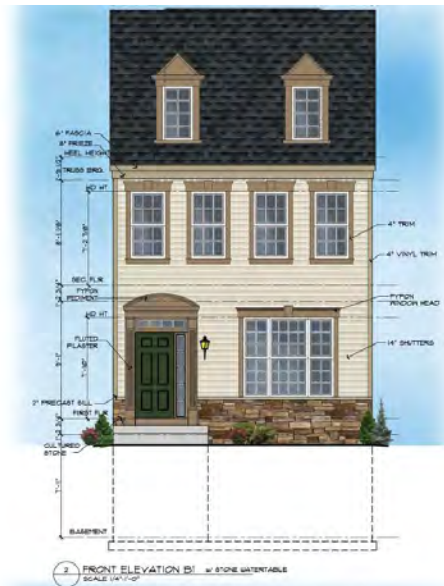 6" FASCIA
8" FRIEZE
HEEL HEIGHT
TRUSS BRG.
HD HT
4" TRIM
4" VINYL TRIM
SEC. FLR
FYPON
PEDIMENT
FYPON
WINDOW HEAD
HD HT.
FLUTED
PILASTER
14" SHUTTERS
2" PRECAST SILL
FIRST FLR
CULTURED
STONE
BASEMENT
2 FRONT ELEVATION B1 W/ STONE WATERTABLE
SCALE 1/4"=1'-0"